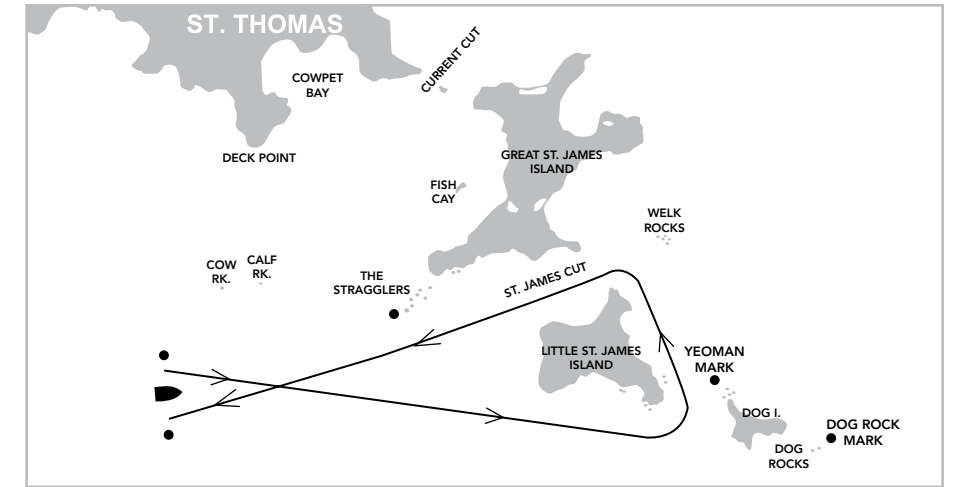 ST. THOMAS
CURRENT CUT
COWPET
BAY
DECK POINT
GREAT ST. JAMES
ISLAND
FISH
CAY
WELK
ROCKS
COW
RK.
CALF
RK.
THE
STRAGGLERS
ST. JAMES CUT
LITTLE ST. JAMES
ISLAND
YEOMAN
MARK
DOG I.
DOG ROCK
MARK
DOG
ROCKS